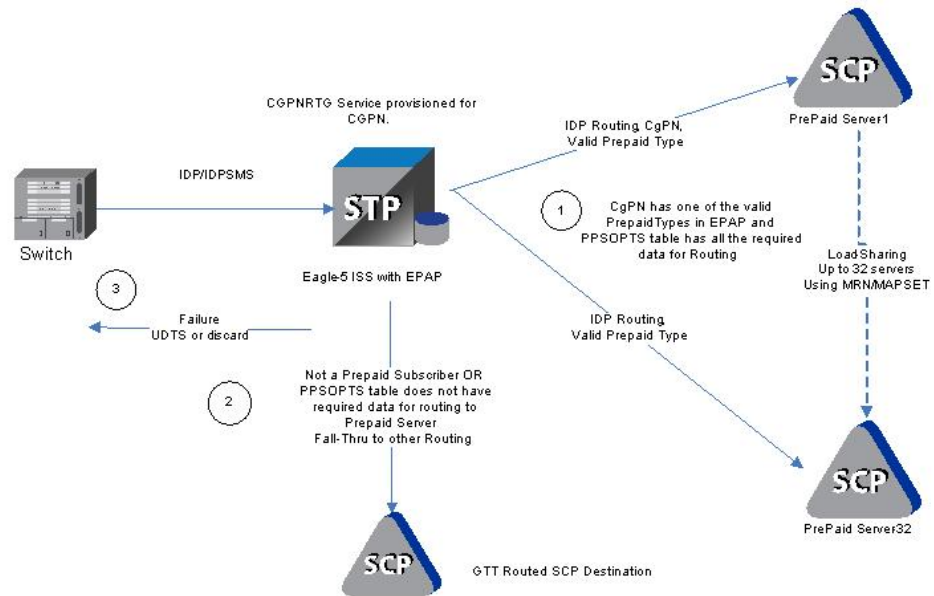 SCP
PrePaid Server1
CGPNRTG Service provisioned for
CGPN.
IDP Routing, CgPN,
Valid Prepaid Type
IDP/IDPSMS
STP
Switch
1
CgPN has one of the valid
PrepaidTypes in EPAP and
PPSOPTS table has all the required
data for Routing
Load-Sharing
Up to 32 servers
Using MRN/MAPSET
Eagle-5 ISS with EPAP
3
Failure
UDTS or discard
IDP Routing,
Valid Prepaid Type
2
Not a Prepaid Subscriber OR
PPSOPTS table does not have
required data for routing to
Prepaid Server
Fall-Thru to other Routing
SCP
PrePaid Server32
SCP
GTT Routed SCP Destination